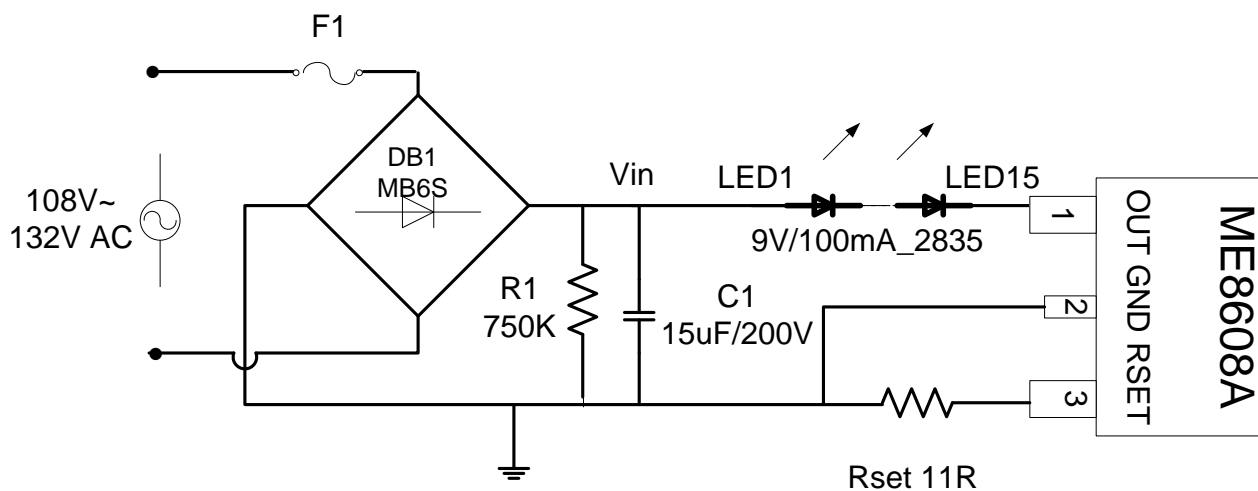 F1
DB1
MB6S
108V~
132V AC
Vin
LED1
LED15
9V/100mA_2835
R1
750K
C1
15uF/200V
1
2
3
OUT GND RSET
ME8608A
Rset 11R